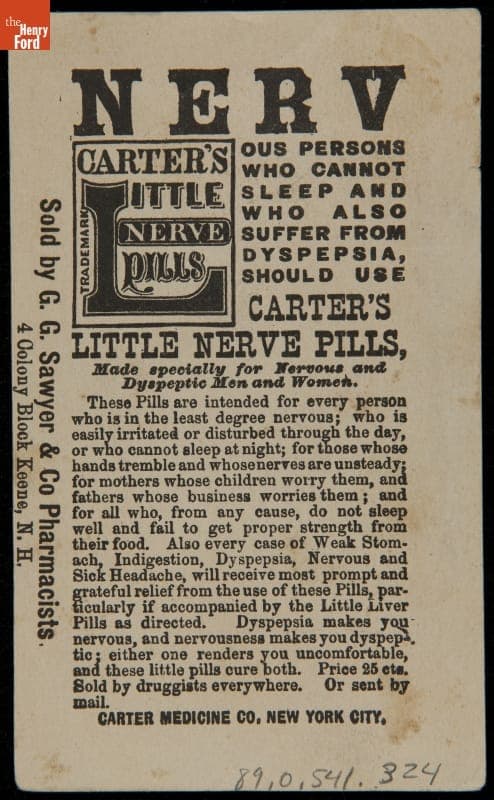 the
Henry
Ford
NERV
CARTER'S
LITTLE
NERVE
PILLS
TRADEMARK
OUS PERSONS
WHO CANNOT
SLEEP AND
WHO ALSO
SUFFER FROM
DYSPEPSIA,
SHOULD USE
CARTER'S
LITTLE NERVE PILLS,
Made specially for Nervous and
Dyspeptic Men and Women.
These Pills are intended for every person
who is in the least degree nervous; who is
easily irritated or disturbed through the day,
or who cannot sleep at night; for those whose
hands tremble and whose nerves are unsteady;
for mothers whose children worry them, and
fathers whose business worries them; and
for all who, from any cause, do not sleep
well and fail to get proper strength from
their food. Also every case of Weak Stom-
ach, Indigestion, Dyspepsia, Nervous and
Sick Headache, will receive most prompt and
grateful relief from the use of these Pills, par-
ticularly if accompanied by the Little Liver
Pills as directed. Dyspepsia makes you
nervous, and nervousness makes you dyspep-
tic; either one renders you uncomfortable,
and these little pills cure both. Price 25 cts.
Sold by druggists everywhere. Or sent by
mail.
CARTER MEDICINE CO. NEW YORK CITY.
Sold by G. G. Sawyer & Co Pharmacists.
4 Colony Block Keene, N. H.
89.0.541.324